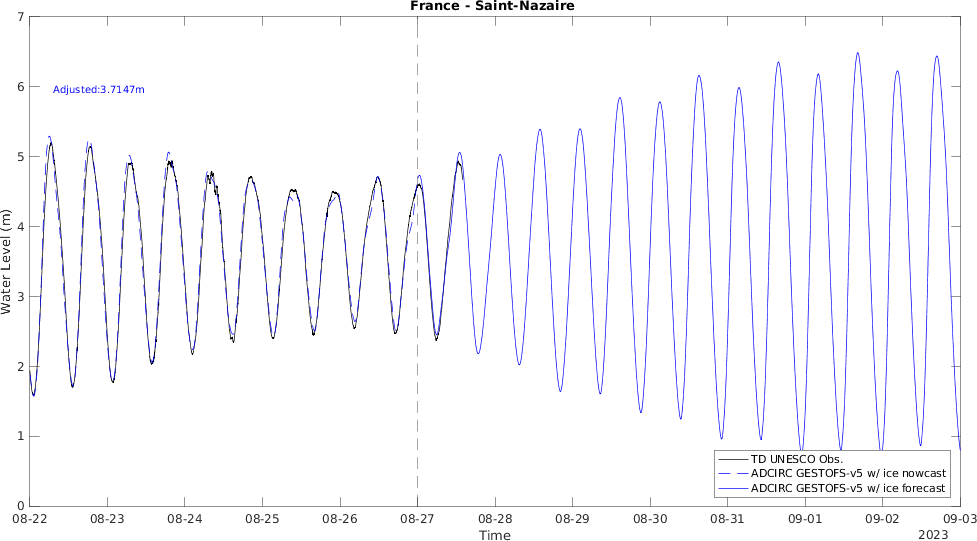 France - Saint-Nazaire
7
6
5
4
3
2
1
0
Water Level (m)
Adjusted:3.7147m
TD UNESCO Obs.
ADCIRC GESTOFS-v5 w/ ice nowcast
ADCIRC GESTOFS-v5 w/ ice forecast
08-22 08-23 08-24 08-25 08-26 08-27 08-28 08-29 08-30 08-31 09-01 09-02 09-03
Time
2023